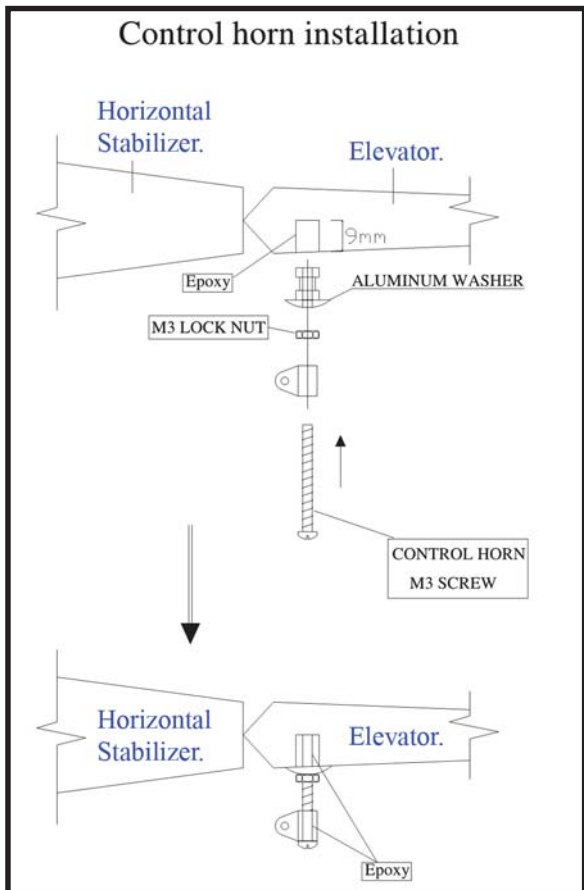 Control horn installation
Horizontal
Stabilizer.
Elevator.
9mm
Epoxy
ALUMINUM WASHER
M3 LOCK NUT
CONTROL HORN
M3 SCREW
Horizontal
Stabilizer.
Elevator.
Epoxy